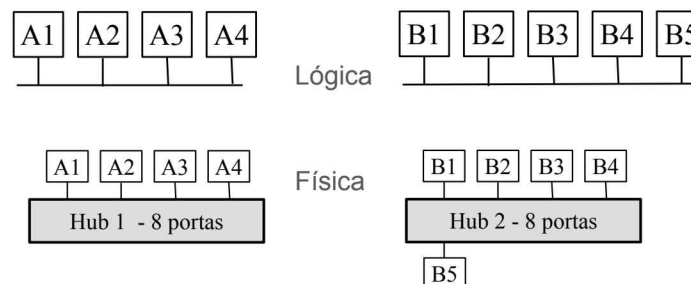 A1 A2 A3 A4
B1 B2 B3 B4 B5
Lógica
A1 A2 A3 A4
Física
B1 B2 B3 B4
Hub 1 - 8 portas
Hub 2 - 8 portas
B5